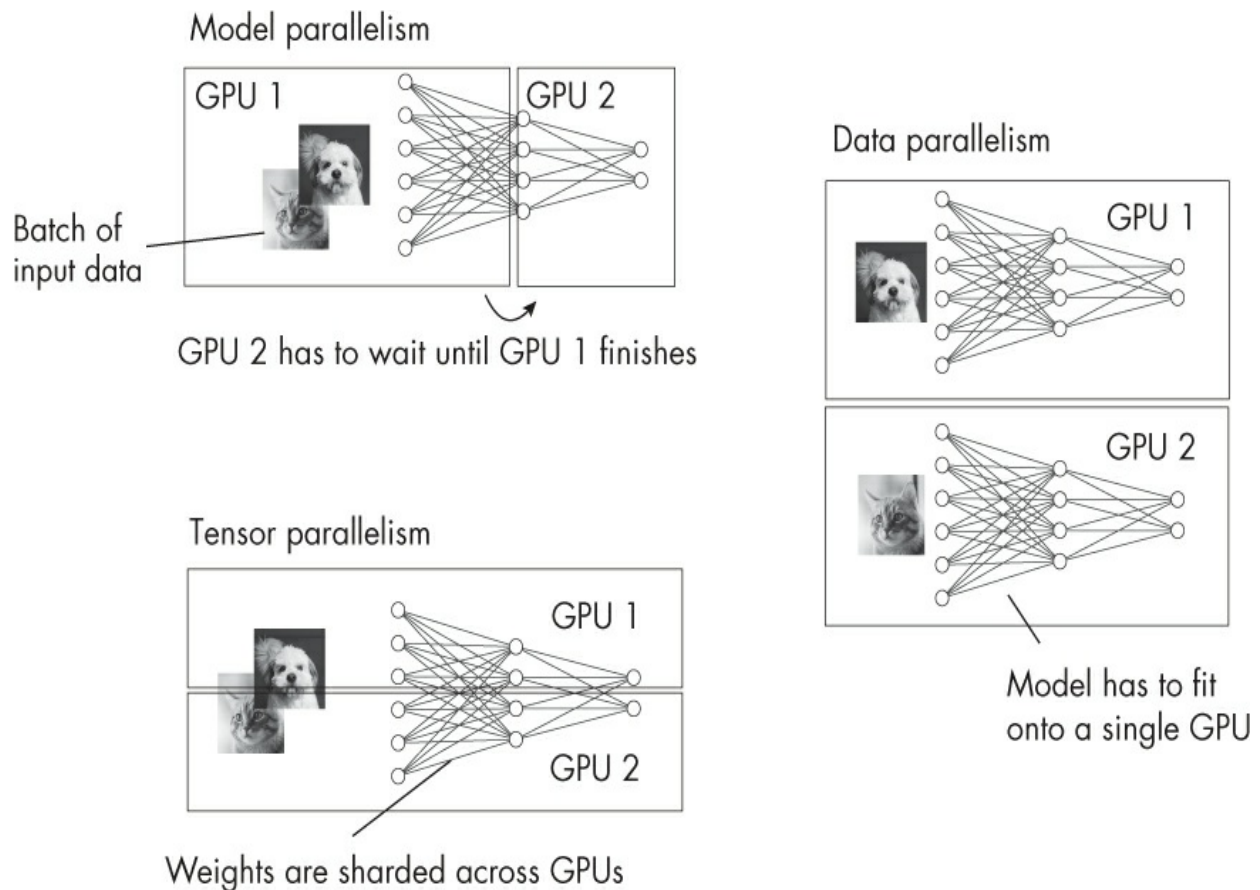 Model parallelism
GPU 1
GPU 2
Batch of
input data
GPU 2 has to wait until GPU 1 finishes
Data parallelism
GPU 1
GPU 2
Model has to fit
onto a single GPU
Tensor parallelism
GPU 1
GPU 2
Weights are sharded across GPUs